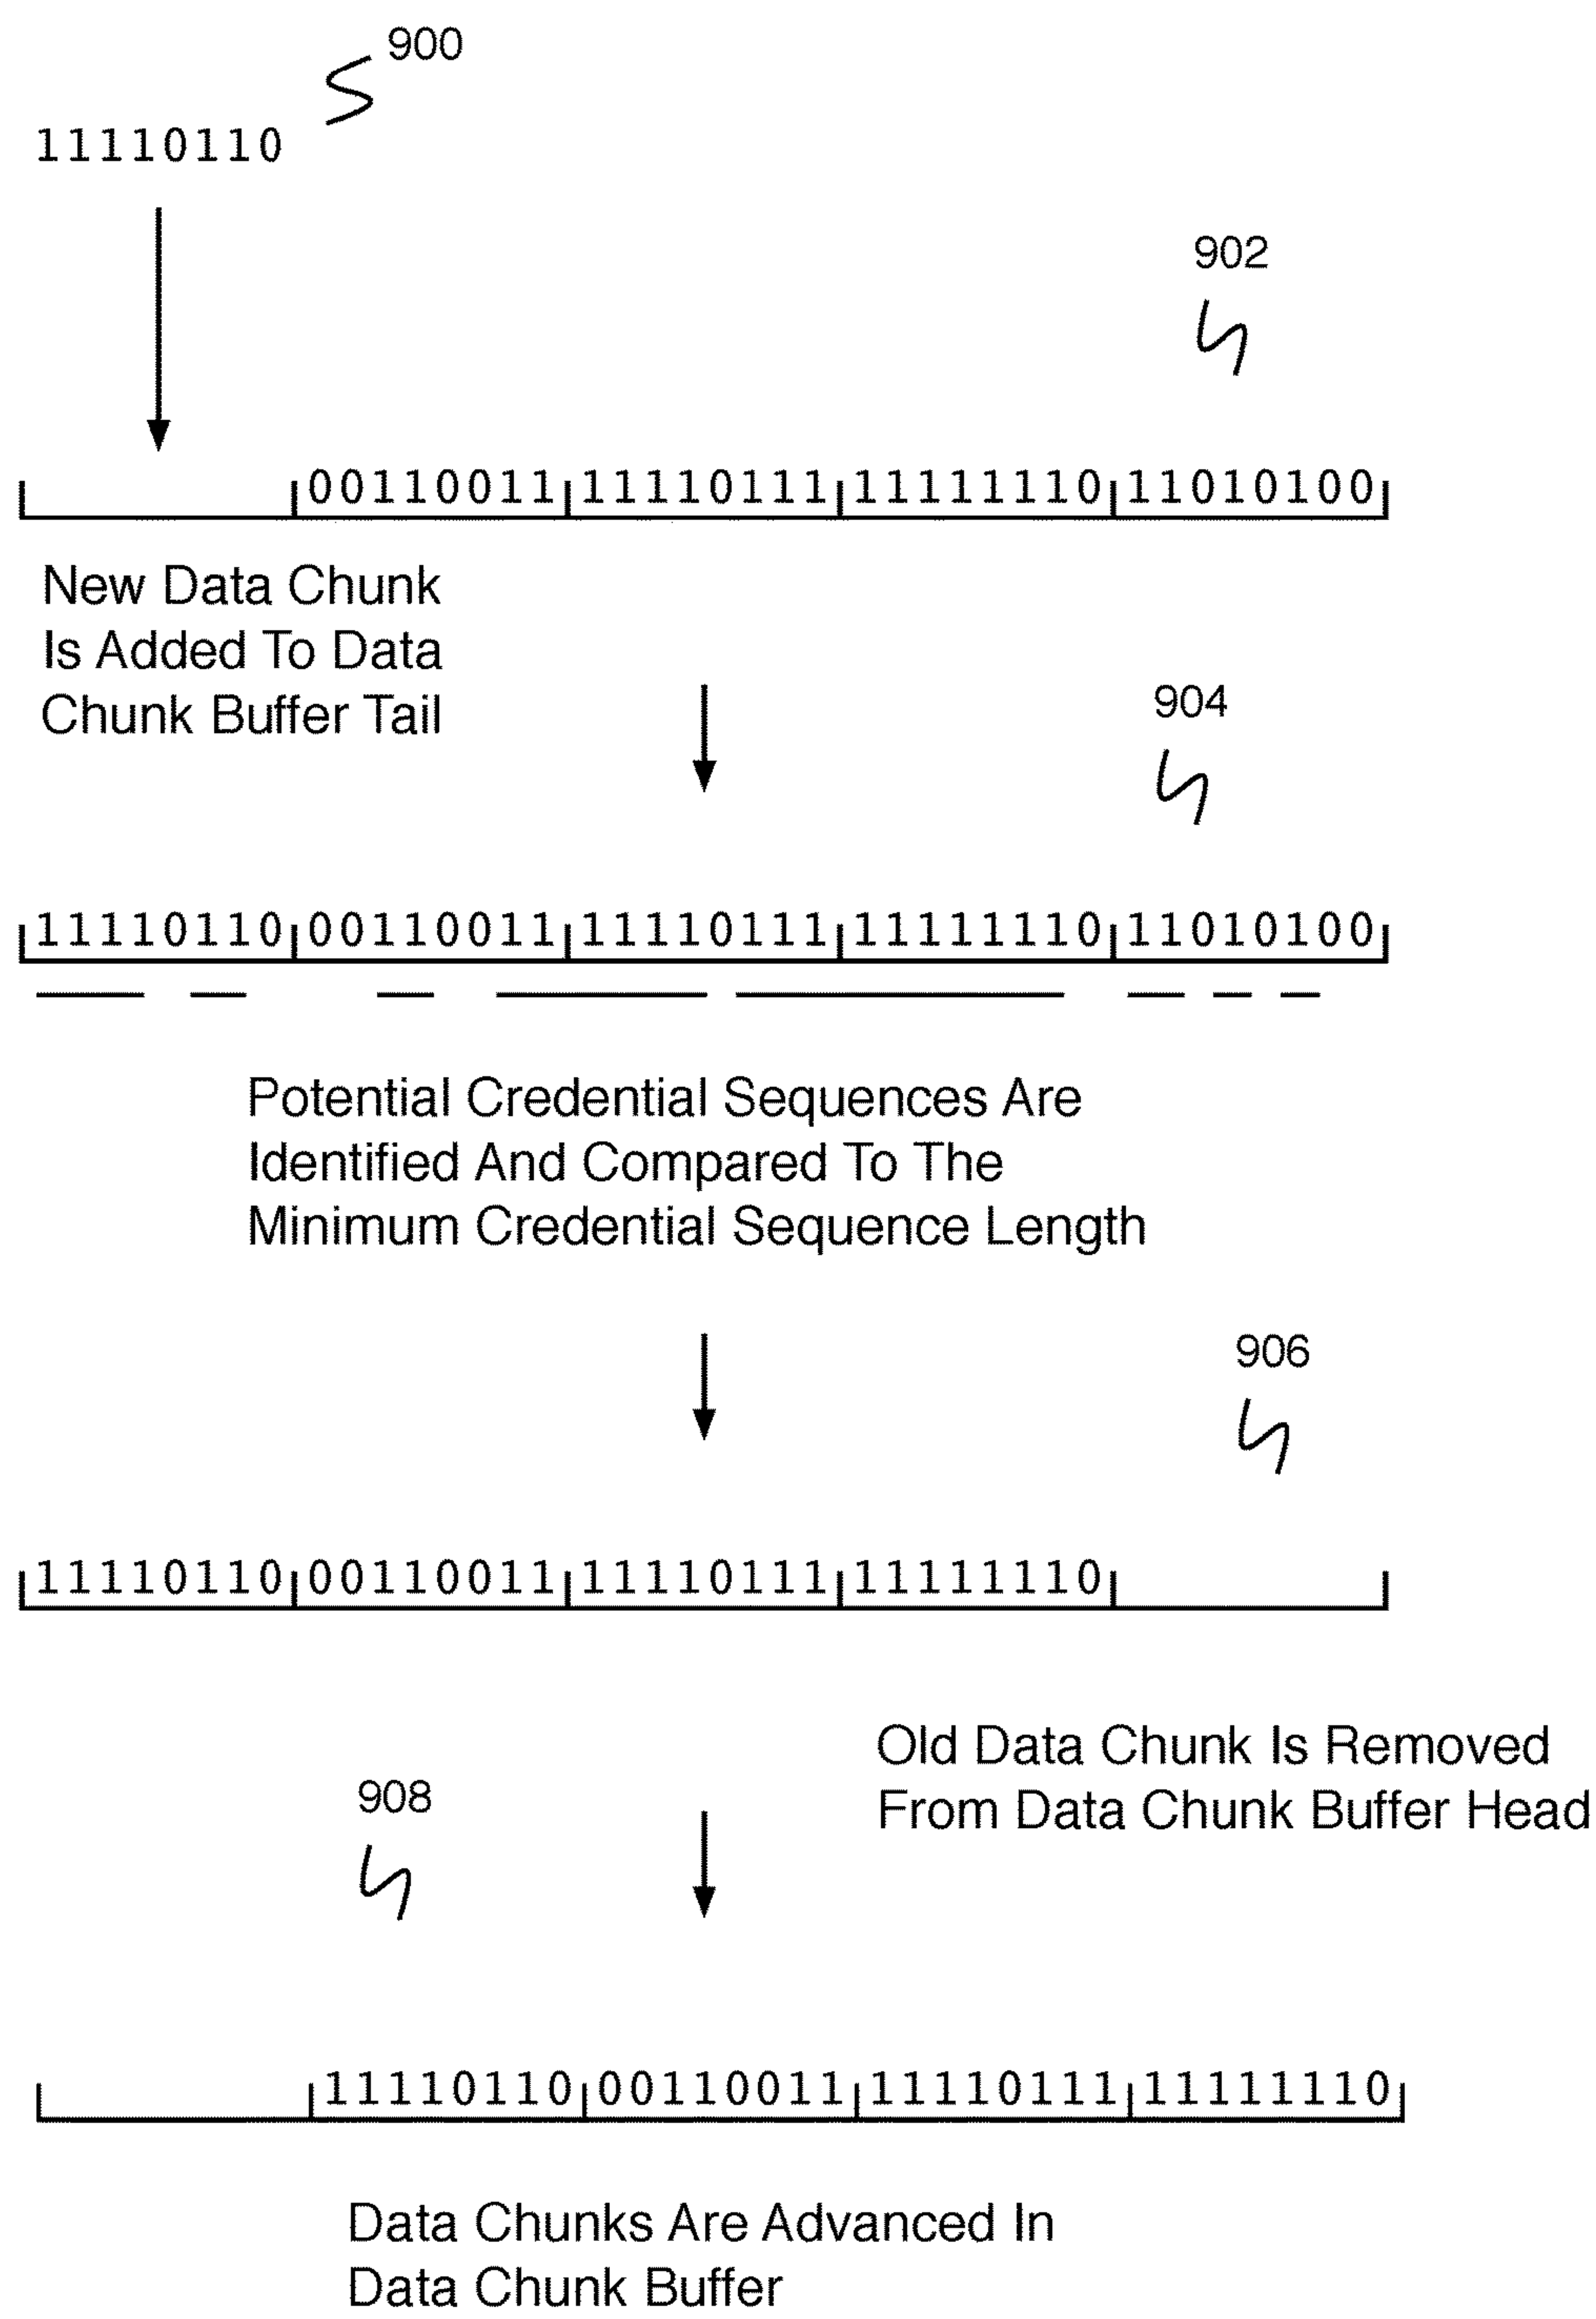 900
11110110
902
00110011 11110111 11111110 11010100
New Data Chunk
Is Added To Data
Chunk Buffer Tail
904
11110110 00110011 11110111 11111110 11010100
Potential Credential Sequences Are
Identified And Compared To The
Minimum Credential Sequence Length
906
11110110 00110011 11110111 11111110
Old Data Chunk Is Removed
From Data Chunk Buffer Head
908
11110110 00110011 11110111 11111110
Data Chunks Are Advanced In
Data Chunk Buffer